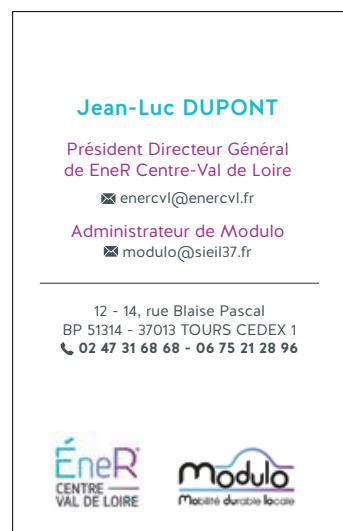 Jean-Luc DUPONT
Président Directeur Général
de EneR Centre-Val de Loire
enercvl@enercvl.fr
Administrateur de Modulo
modulo@sieil37.fr
12 - 14, rue Blaise Pascal
BP 51314 - 37013 TOURS CEDEX 1
02 47 31 68 68 - 06 75 21 28 96
ÉneR
CENTRE
VAL DE LOIRE
modulo
Mobilité durable locale